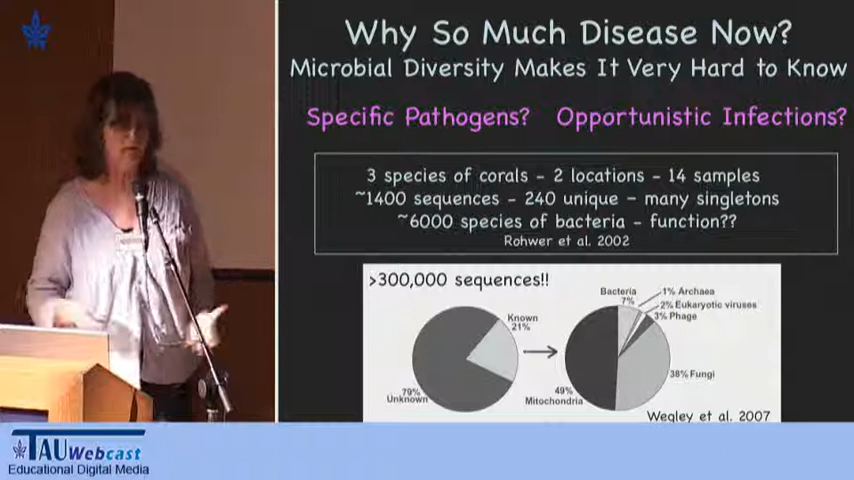 Why So Much Disease Now?
Microbial Diversity Makes It Very Hard to Know
Specific Pathogens? Opportunistic Infections?
3 species of corals - 2 locations - 14 samples
~1400 sequences - 240 unique - many singletons
~6000 species of bacteria - function??
Rohwer et al. 2002
>300,000 sequences!!
Known
21%
79%
Unknown
Bacteria
7%
1% Archaea
2% Eukaryotic viruses
3% Phage
38% Fungi
49%
Mitochondria
Wegley et al. 2007
TAU Webcast
Educational Digital Media